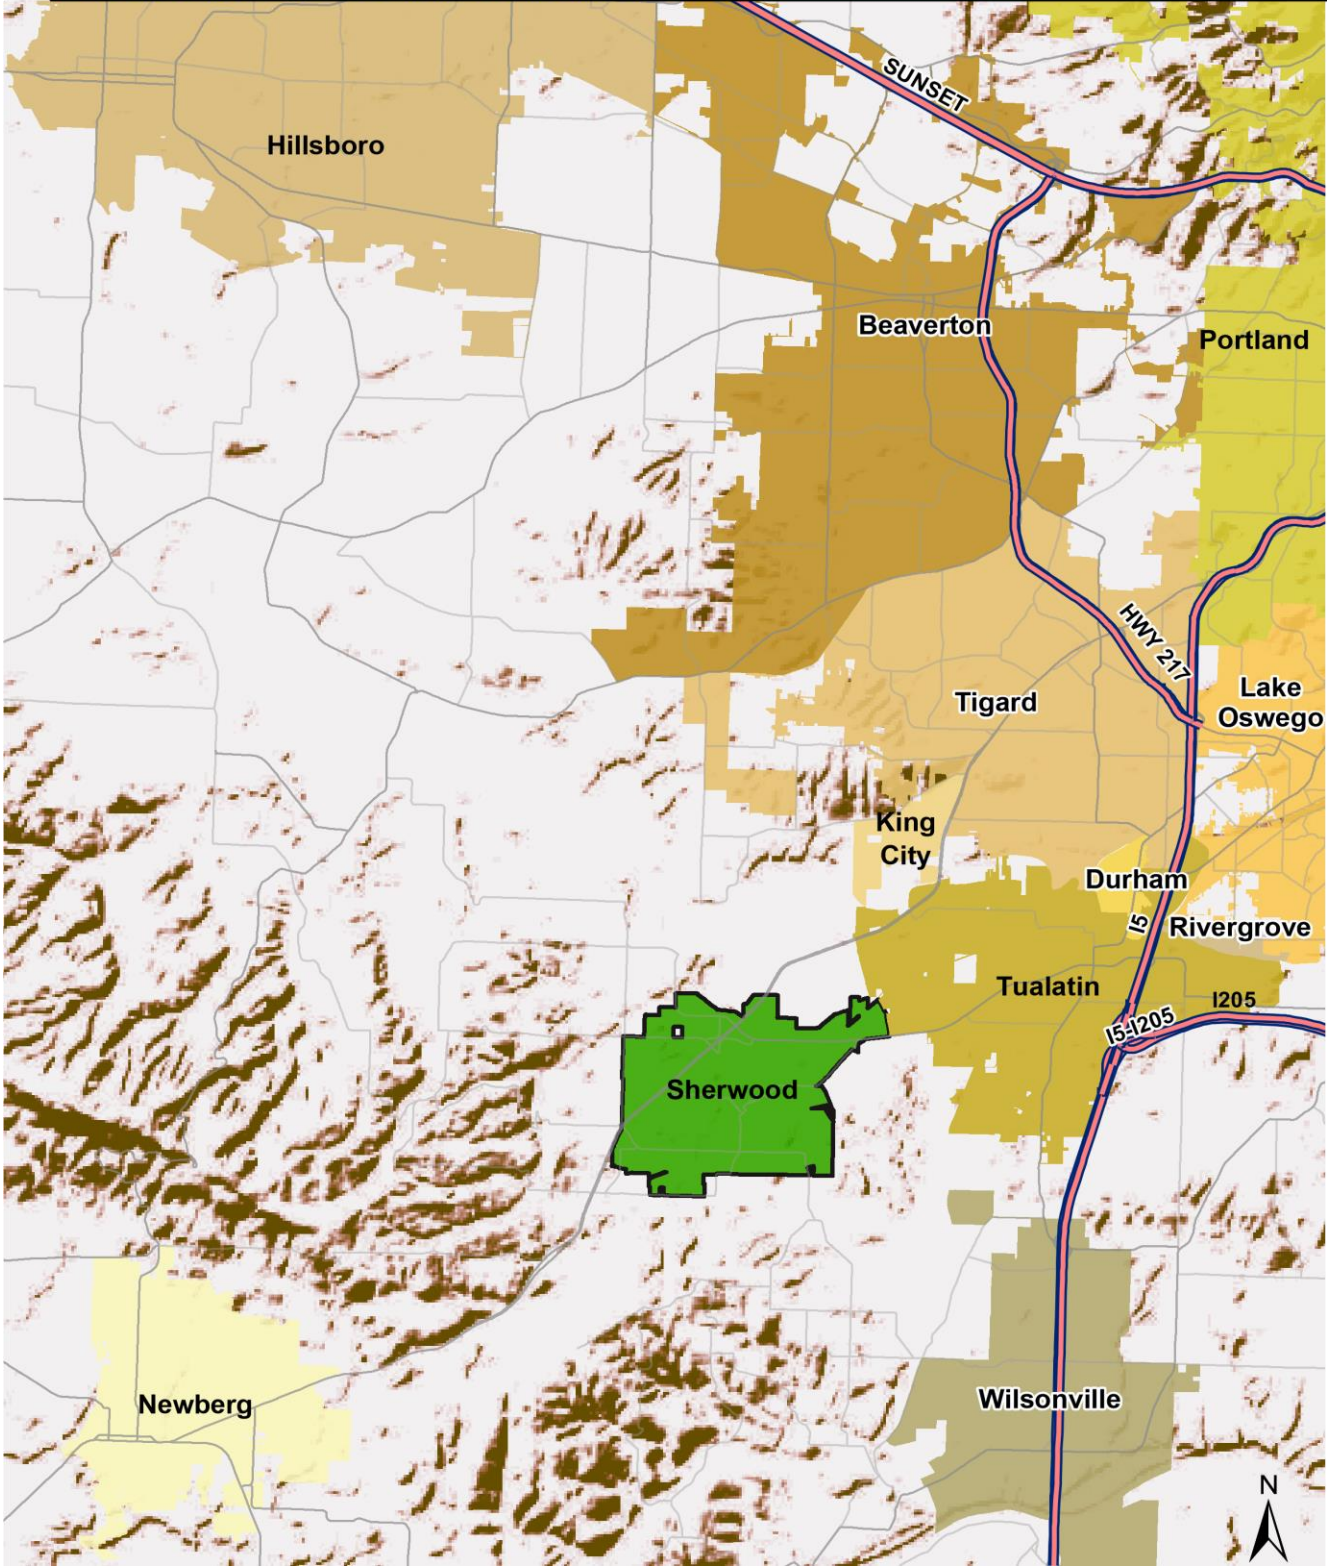 SUNSET
Hillsboro
Beaverton
Portland
HWY 217
Lake
Oswego
Tigard
King
City
Durham
I5
Rivergrove
Tualatin
I205
I5-I205
Sherwood
Newberg
Wilsonville
N